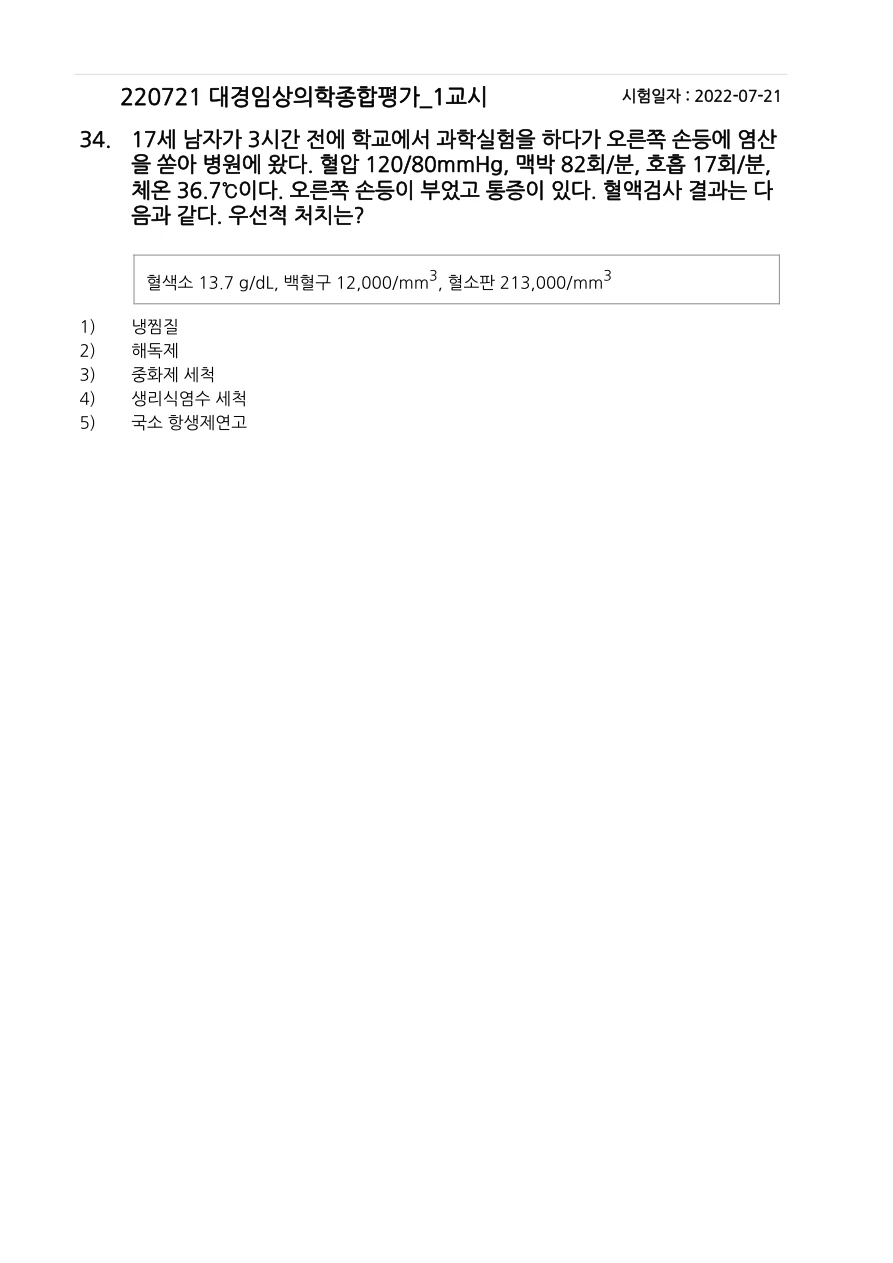 220721 대경임상의학종합평가_1교시
시험일자 : 2022-07-21
34. 17세 남자가 3시간 전에 학교에서 과학실험을 하다가 오른쪽 손등에 염산
을 쏟아 병원에 왔다. 혈압 120/80mmHg, 맥박 82회/분, 호흡 17회/분,
체온 36.7℃이다. 오른쪽 손등이 부었고 통증이 있다. 혈액검사 결과는 다
음과 같다. 우선적 처치는?
혈색소 13.7 g/dL, 백혈구 12,000/mm³, 혈소판 213,000/mm³
1) 냉찜질
2) 해독제
3) 중화제 세척
4) 생리식염수 세척
5) 국소 항생제연고